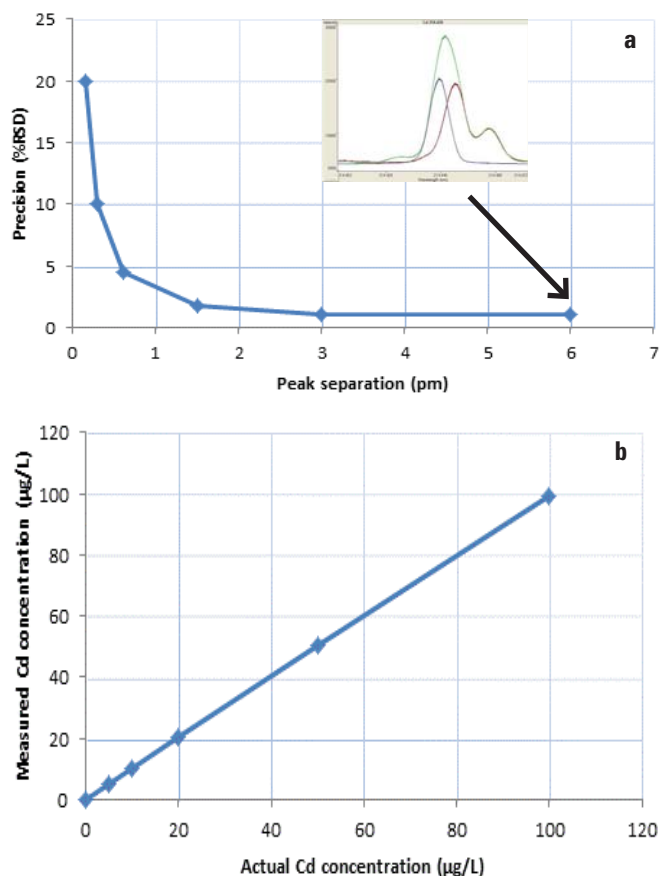 a
25
20
15
10
5
0
Precision (%RSD)
0 1 2 3 4 5 6 7
Peak separation (pm)
b
120
100
80
60
40
20
0
Measured Cd concentration (µg/L)
0 20 40 60 80 100 120
Actual Cd concentration (µg/L)